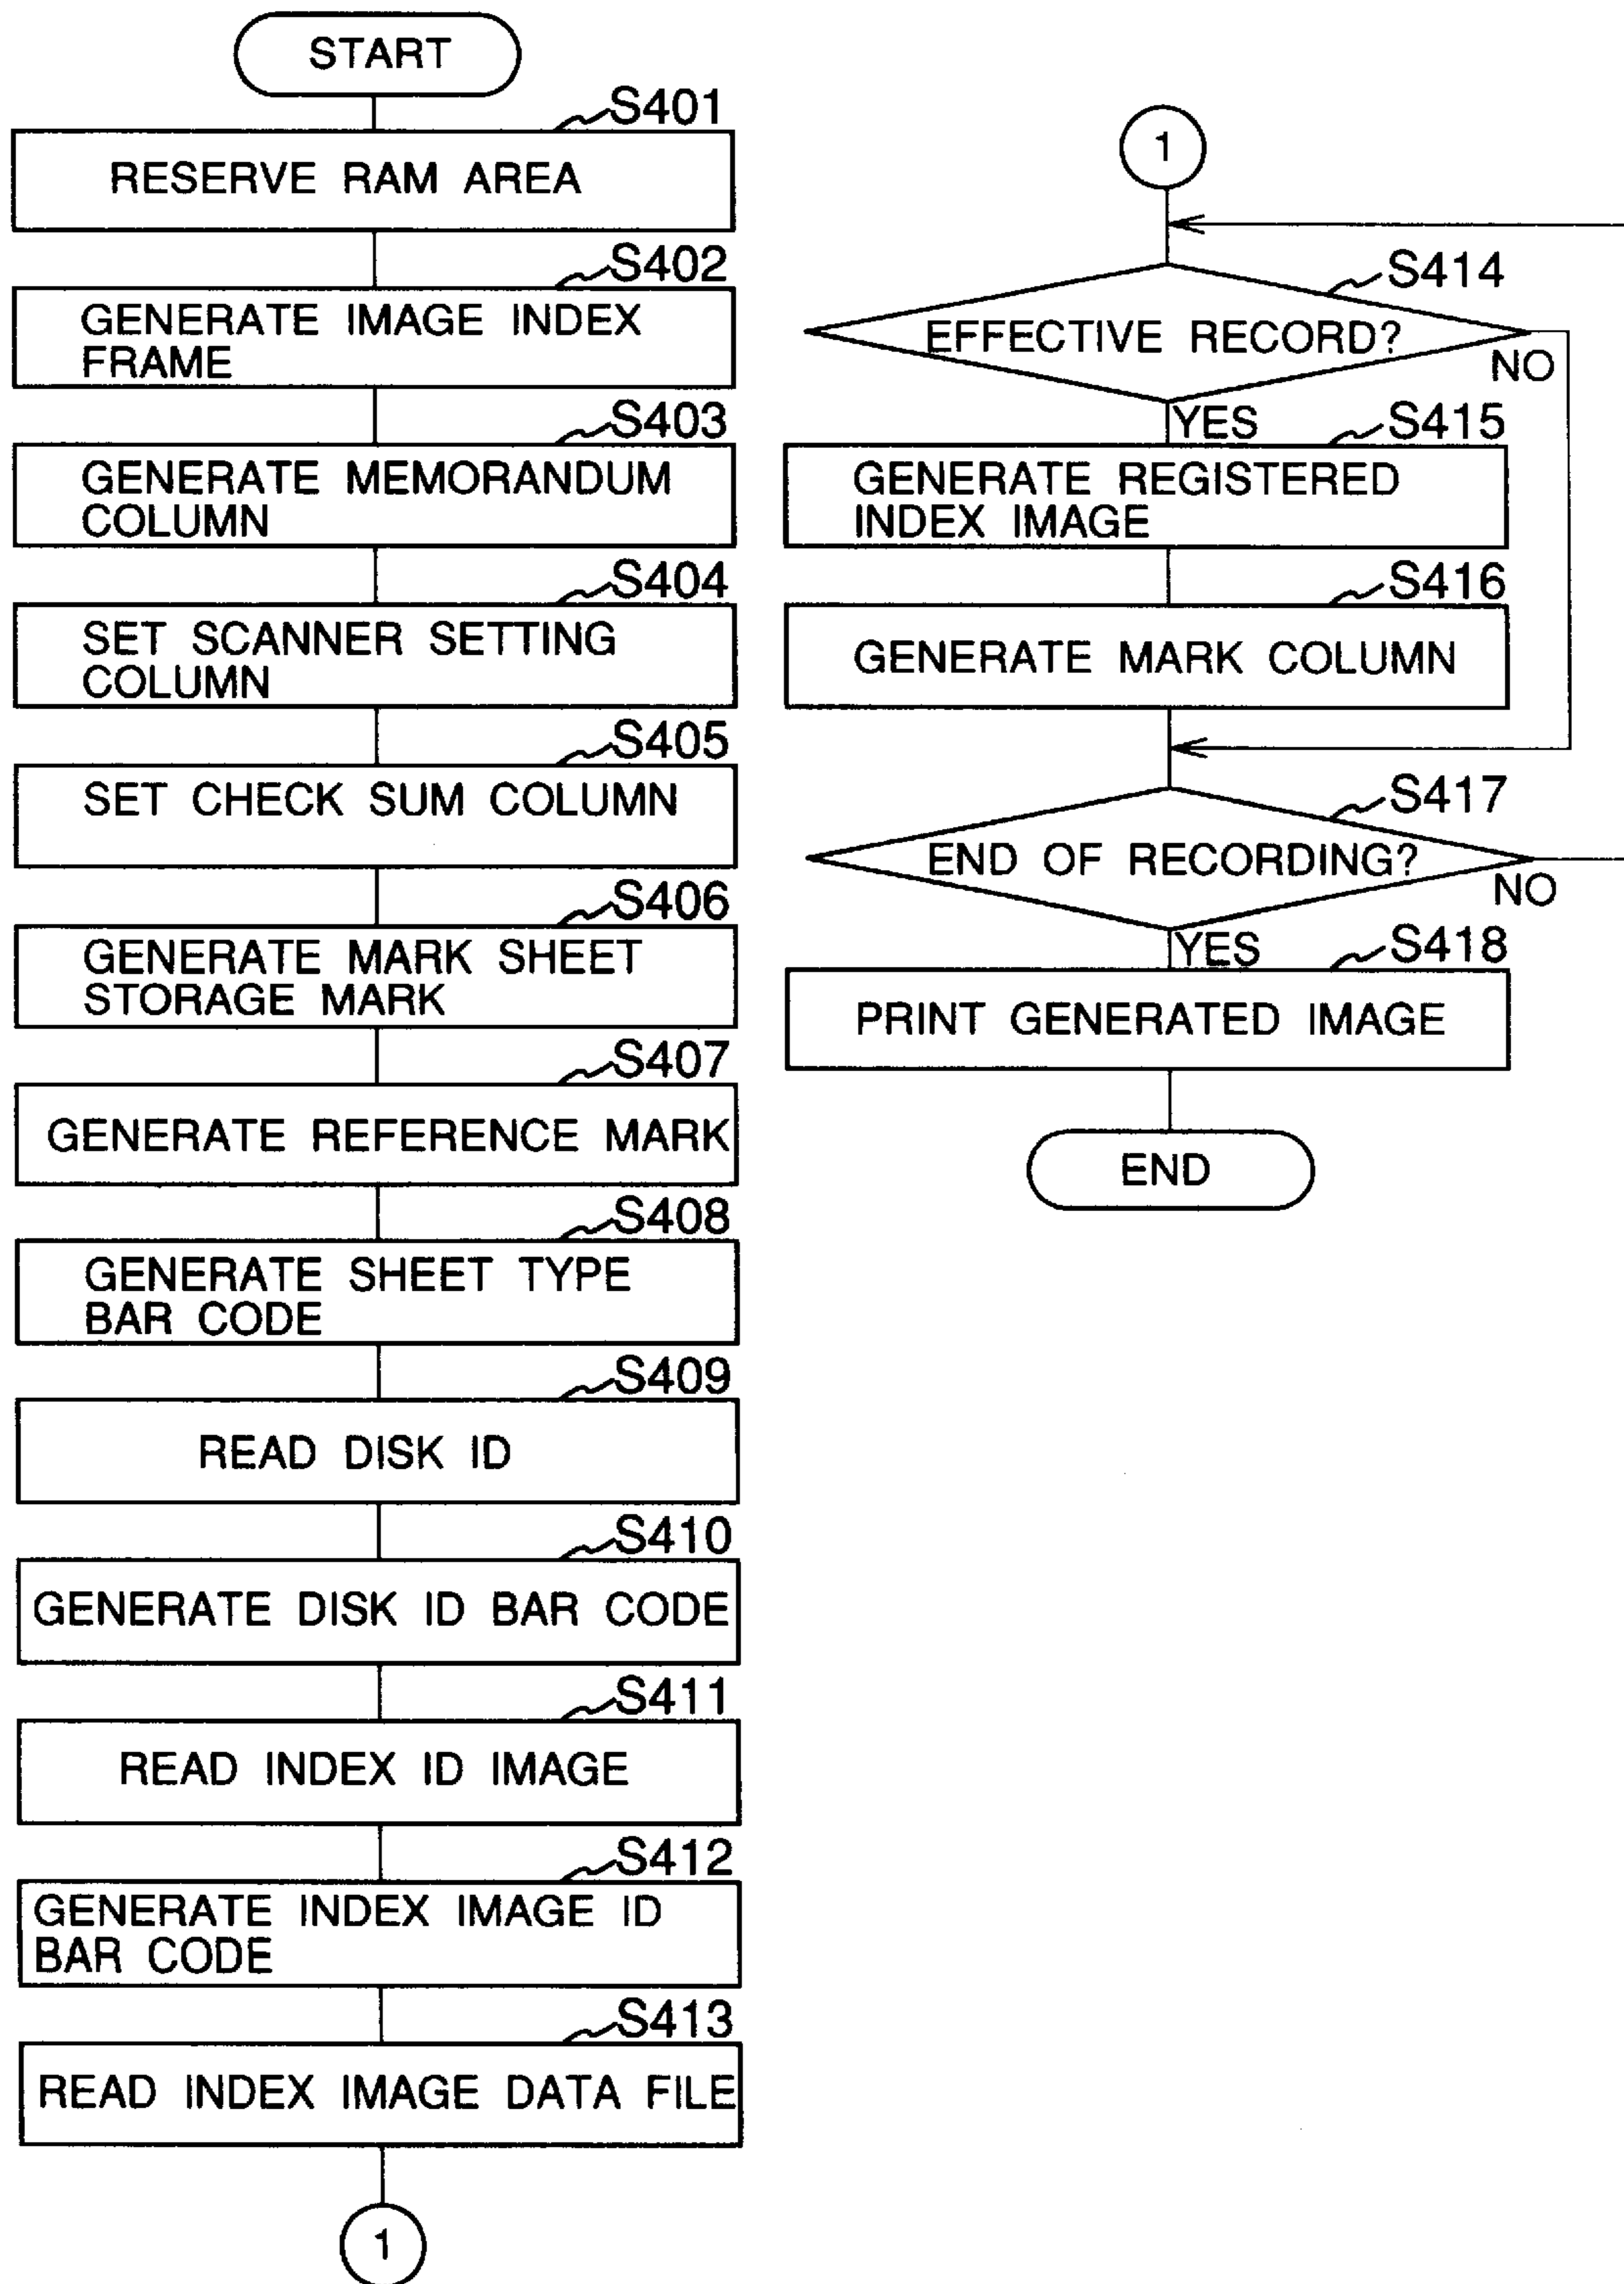 START
S401
RESERVE RAM AREA
S402
GENERATE IMAGE INDEX
FRAME
S403
GENERATE MEMORANDUM
COLUMN
S404
SET SCANNER SETTING
COLUMN
S405
SET CHECK SUM COLUMN
S406
GENERATE MARK SHEET
STORAGE MARK
S407
GENERATE REFERENCE MARK
S408
GENERATE SHEET TYPE
BAR CODE
S409
READ DISK ID
S410
GENERATE DISK ID BAR CODE
S411
READ INDEX ID IMAGE
S412
GENERATE INDEX IMAGE ID
BAR CODE
S413
READ INDEX IMAGE DATA FILE
1
1
S414
EFFECTIVE RECORD?
NO
YES
S415
GENERATE REGISTERED
INDEX IMAGE
S416
GENERATE MARK COLUMN
S417
END OF RECORDING?
NO
YES
S418
PRINT GENERATED IMAGE
END